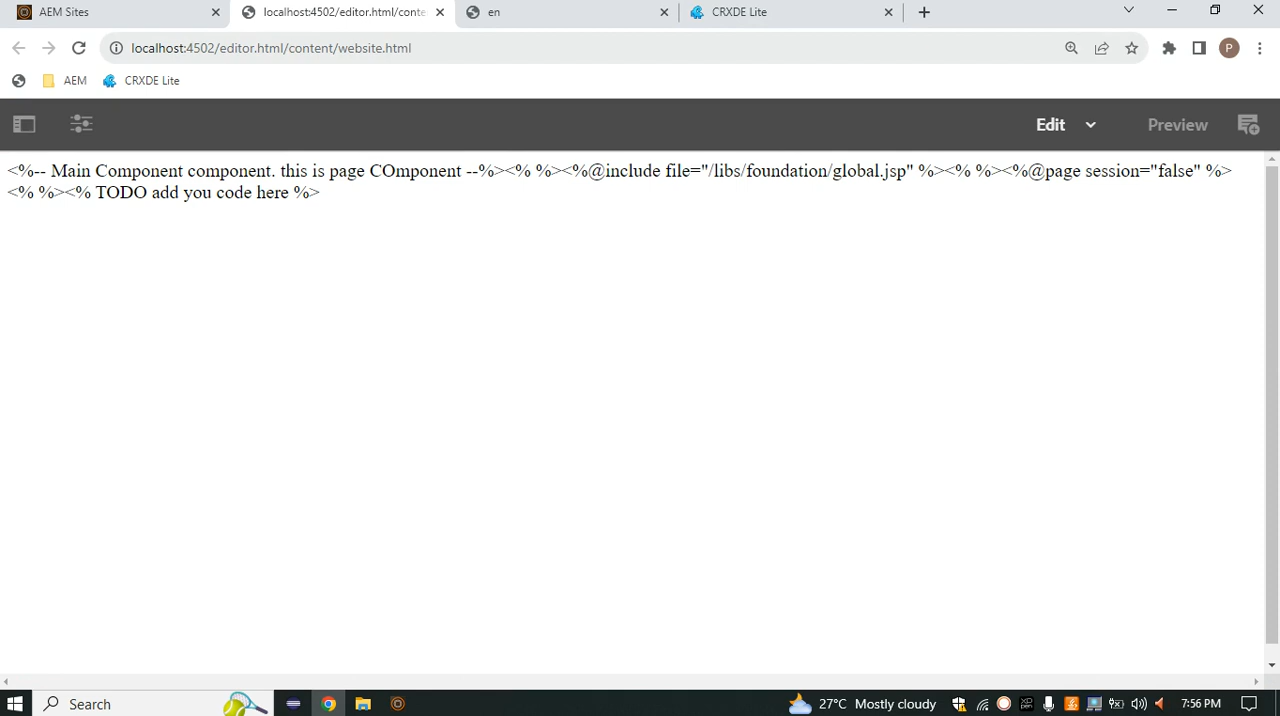 AEM Sites
localhost:4502/editor.html/conte
en
CRXDE Lite
localhost:4502/editor.html/content/website.html
P
AEM
CRXDE Lite
Edit
Preview
<%-- Main Component component. this is page COmponent --%><% %><%@include file="/libs/foundation/global.jsp" %><% %><%@page session="false" %>
<% %><% TODO add you code here %>
Search
27°C Mostly cloudy
7:56 PM